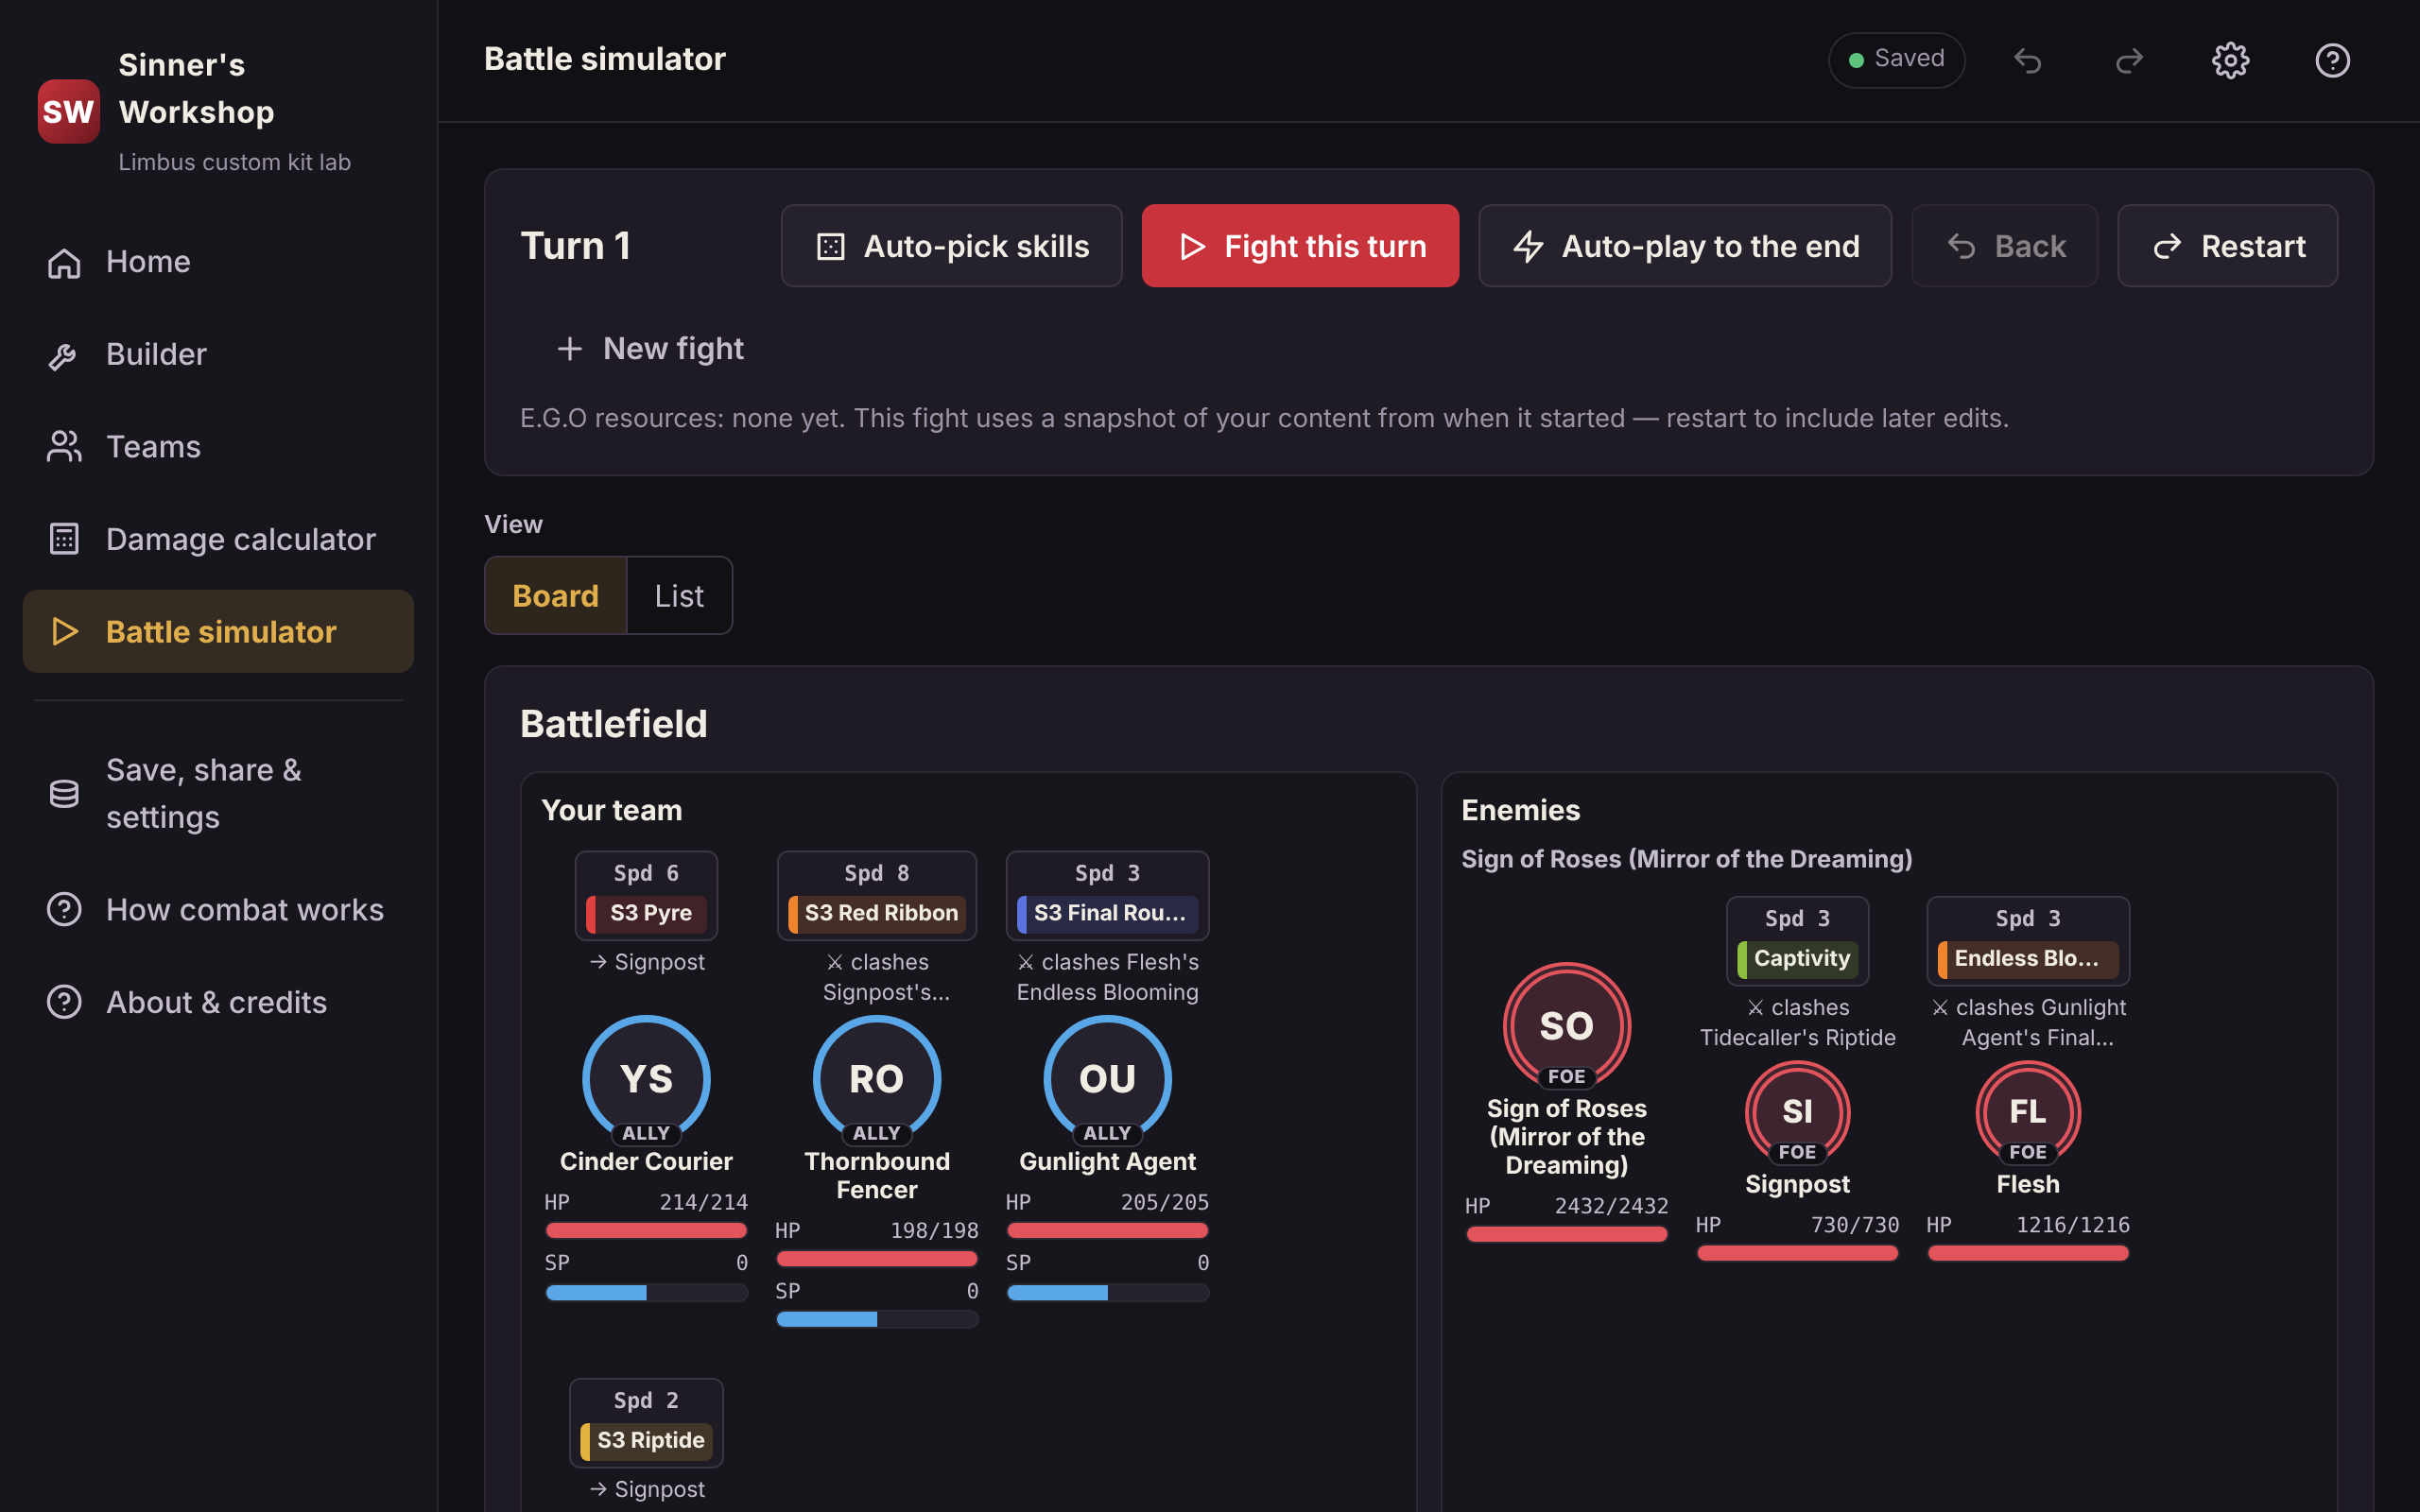 SW
Sinner's
Workshop
Limbus custom kit lab
Home
Builder
Teams
Damage calculator
Battle simulator
Save, share &
settings
How combat works
About & credits
Battle simulator
Saved
Turn 1
Auto-pick skills
Fight this turn
Auto-play to the end
Back
Restart
New fight
E.G.O resources: none yet. This fight uses a snapshot of your content from when it started — restart to include later edits.
View
Board
List
Battlefield
Your team
Spd 6
S3 Pyre
→ Signpost
YS
ALLY
Cinder Courier
HP 214/214
SP 0
Spd 8
S3 Red Ribbon
⚔ clashes
Signpost's...
RO
ALLY
Thornbound
Fencer
HP 198/198
SP 0
Spd 3
S3 Final Rou...
⚔ clashes Flesh's
Endless Blooming
OU
ALLY
Gunlight Agent
HP 205/205
SP 0
Spd 2
S3 Riptide
→ Signpost
Enemies
Sign of Roses (Mirror of the Dreaming)
SO
FOE
Sign of Roses
(Mirror of the
Dreaming)
HP 2432/2432
Spd 3
Captivity
⚔ clashes
Tidecaller's Riptide
SI
FOE
Signpost
HP 730/730
Spd 3
Endless Blo...
⚔ clashes Gunlight
Agent's Final...
FL
FOE
Flesh
HP 1216/1216